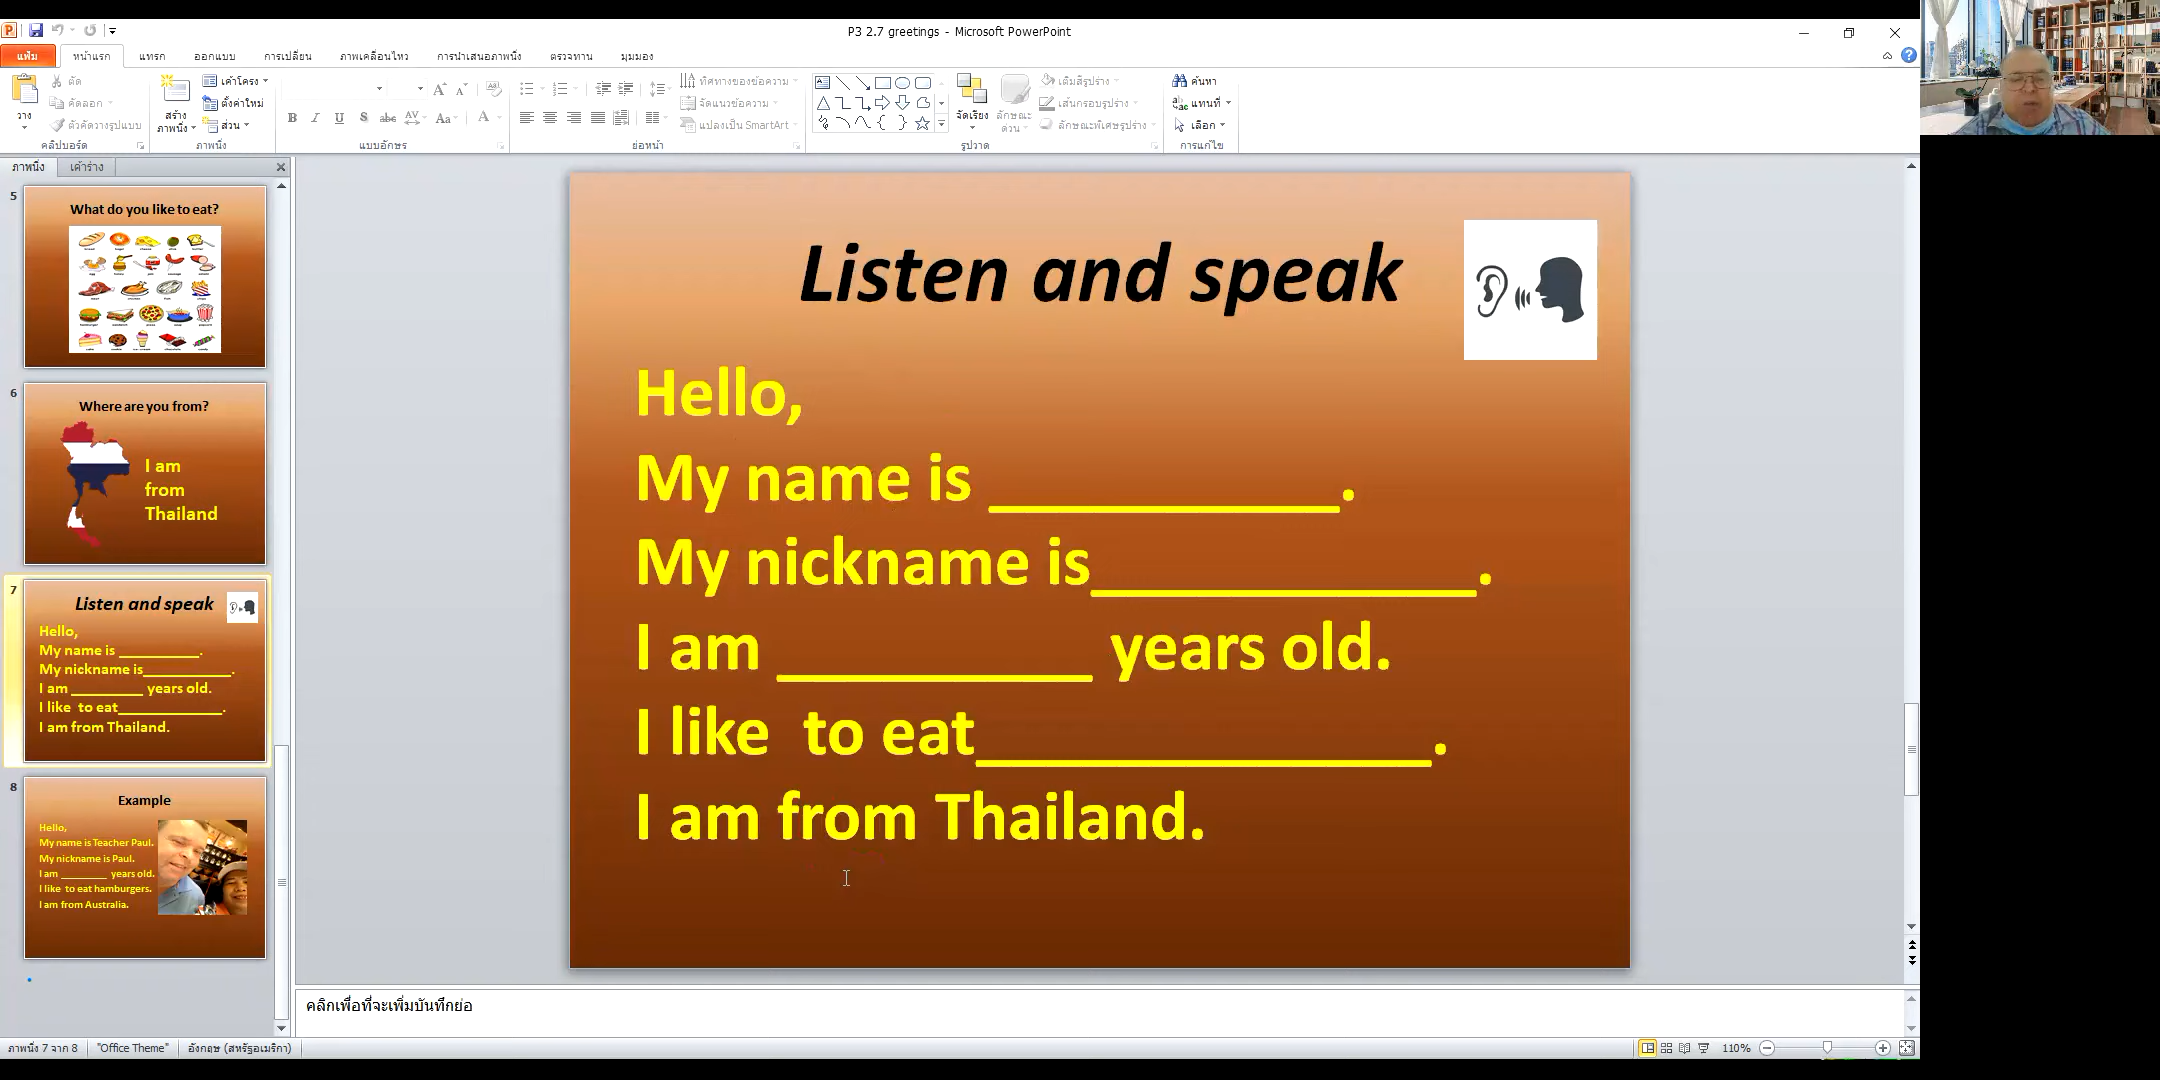 P3 2.7 greetings - Microsoft PowerPoint
แฟ้ม หน้าแรก แทรก ออกแบบ การเปลี่ยน ภาพเคลื่อนไหว การนำเสนอภาพนิ่ง ตรวจทาน มุมมอง
วาง
ตัด
คัดลอก
ตัวคัดวางรูปแบบ
คลิปบอร์ด
สร้าง
ภาพนิ่ง
เค้าโครง
ตั้งค่าใหม่
ส่วน
ภาพนิ่ง
B I U S abc AV Aa A
แบบอักษร
ทิศทางของข้อความ
จัดแนวข้อความ
แปลงเป็น SmartArt
ย่อหน้า
จัดเรียง
ลักษณะ
ด่วน
เติมสีรูปร่าง
เส้นกรอบรูปร่าง
ลักษณะพิเศษรูปร่าง
รูปวาด
ค้นหา
แทนที่
เลือก
การแก้ไข
ภาพนิ่ง เค้าร่าง
5
What do you like to eat?
6
Where are you from?
I am
from
Thailand
7
Listen and speak
Hello,
My name is __________.
My nickname is___________.
I am _________ years old.
I like to eat_____________.
I am from Thailand.
8
Example
Hello,
My name is Teacher Paul.
My nickname is Paul.
I am ________ years old.
I like to eat hamburgers.
I am from Australia.
Listen and speak
Hello,
My name is __________.
My nickname is___________.
I am _________ years old.
I like to eat_____________.
I am from Thailand.
คลิกเพื่อที่จะเพิ่มบันทึกย่อ
ภาพนิ่ง 7 จาก 8 "Office Theme" อังกฤษ (สหรัฐอเมริกา) 110%